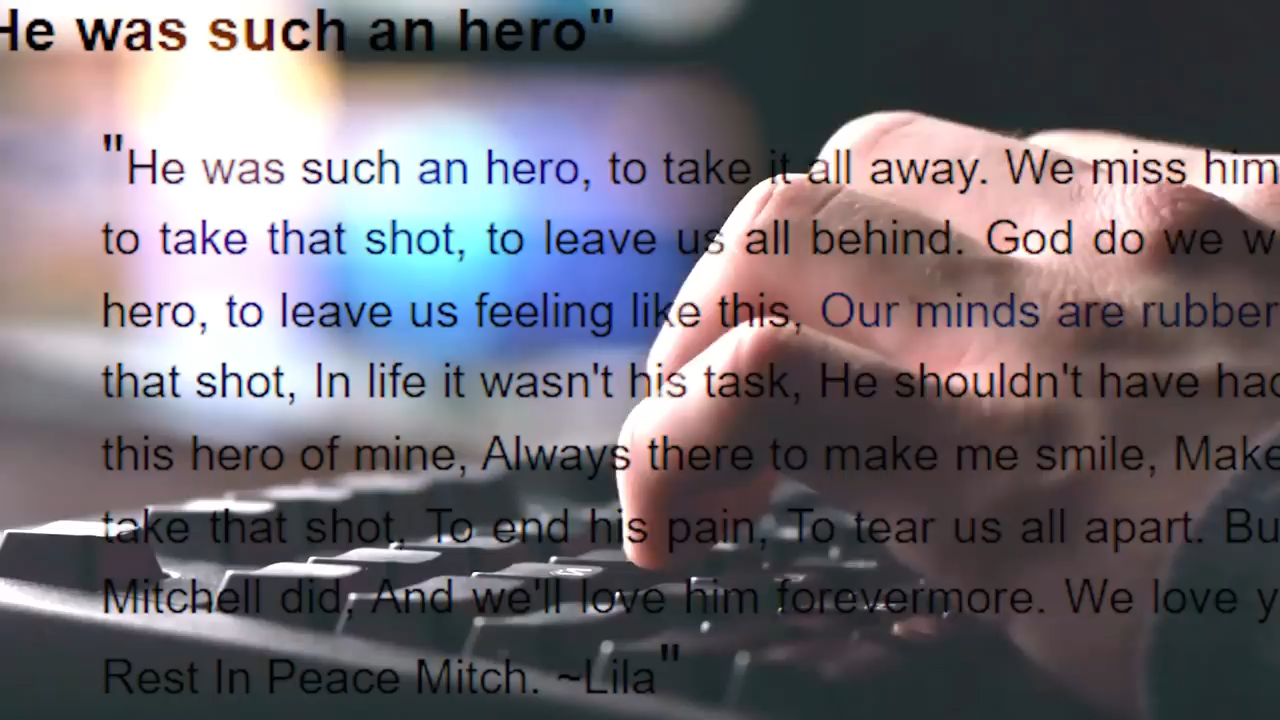 He was such an hero"
"He was such an hero, to take it all away. We miss him
to take that shot, to leave us all behind. God do we
hero, to leave us feeling like this, Our minds are rubber
that shot, In life it wasn't his task, He shouldn't have
this hero of mine, Always there to make me smile, Make
take that shot, To end his pain, To tear us all apart.
Mitchell did, And we'll love him forevermore. We love
Rest In Peace Mitch. ~Lila"